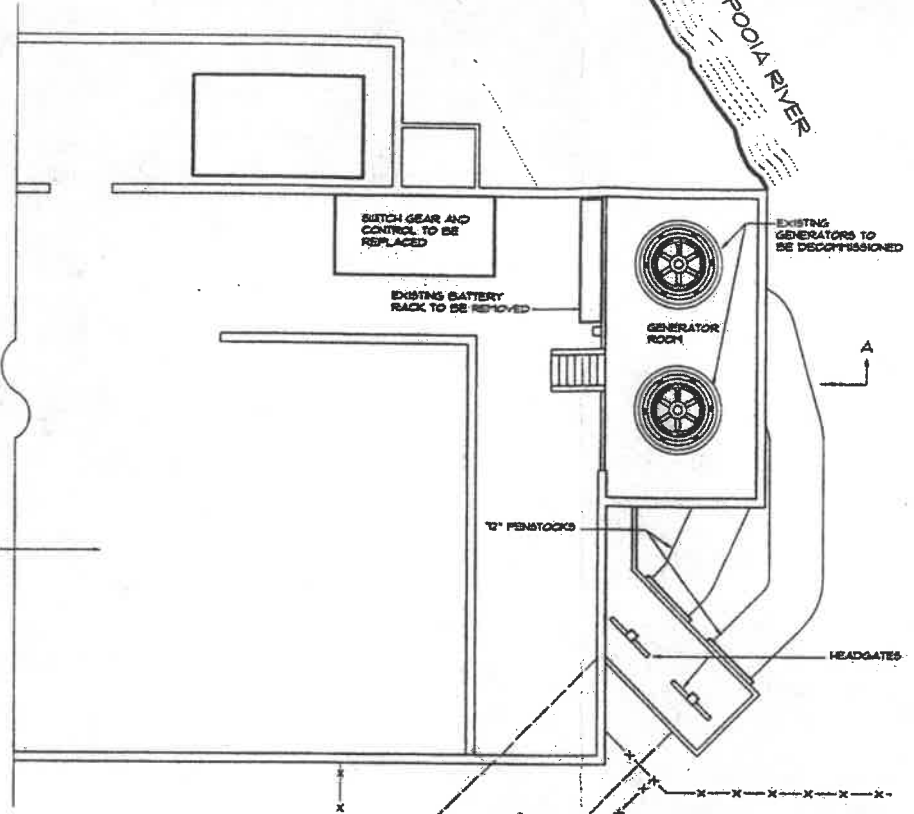 POOIA RIVER
SWITCH GEAR AND
CONTROL TO BE
REPLACED
EXISTING
GENERATORS TO
BE DECOMMISSIONED
EXISTING BATTERY
RACK TO BE REMOVED
GENERATOR
ROOM
A
72" PENSTOCKS
HEADGATES